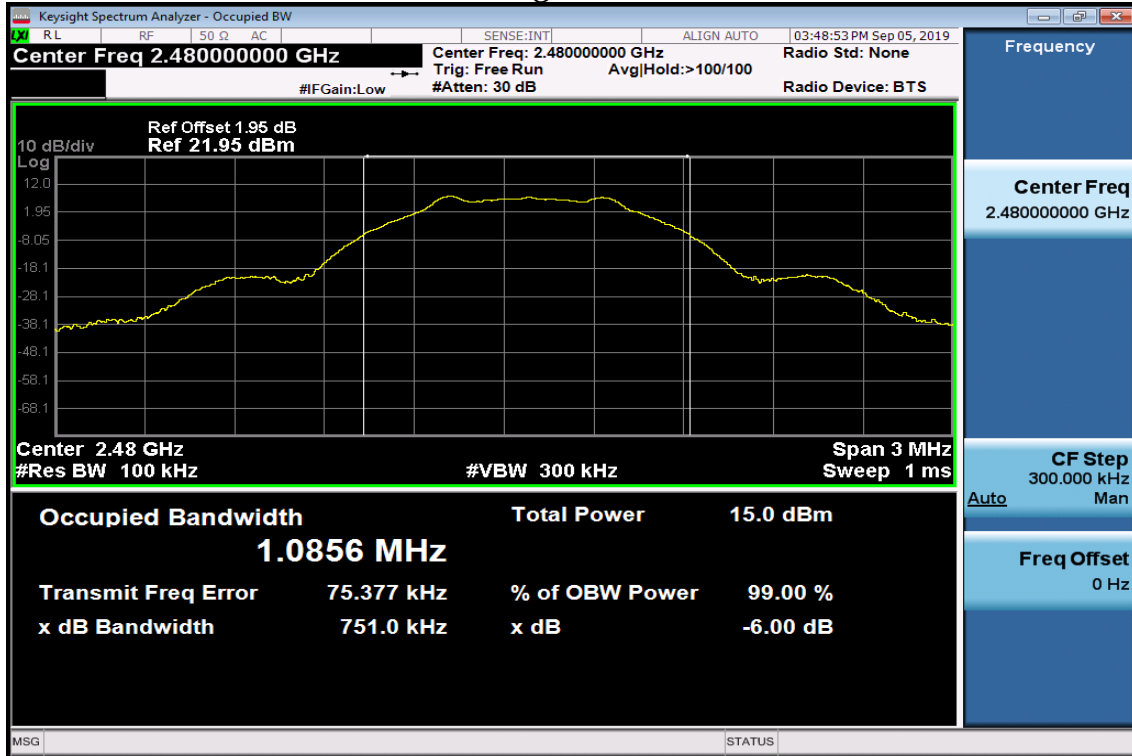 Keysight Spectrum Analyzer - Occupied BW
LXI RL RF 50 Ω AC SENSE:INT ALIGN AUTO 03:48:53 PM Sep 05, 2019
Center Freq 2.480000000 GHz Center Freq: 2.480000000 GHz Radio Std: None
Trig: Free Run Avg|Hold:>100/100
#IFGain:Low #Atten: 30 dB Radio Device: BTS
Ref Offset 1.95 dB
10 dB/div Ref 21.95 dBm
Log
12.0
1.95
-8.05
-18.1
-28.1
-38.1
-48.1
-58.1
-68.1
Center 2.48 GHz Span 3 MHz
#Res BW 100 kHz #VBW 300 kHz Sweep 1 ms
Occupied Bandwidth Total Power 15.0 dBm
1.0856 MHz
Transmit Freq Error 75.377 kHz % of OBW Power 99.00 %
x dB Bandwidth 751.0 kHz x dB -6.00 dB
MSG STATUS
Frequency
Center Freq
2.480000000 GHz
CF Step
300.000 kHz
Auto Man
Freq Offset
0 Hz